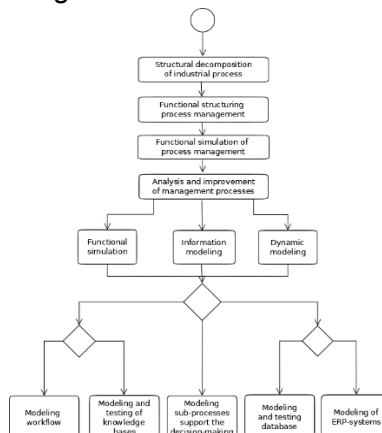 Structural decomposition
of industrial process
Functional structuring
process management
Functional simulation of
process management
Analysis and improvement
of management processes
Functional
simulation
Information
modeling
Dynamic
modeling
Modeling
workflow
Modeling and
testing of
knowledge
bases
Modeling
sub-processes
support the
decision-making
Modeling
and testing
database
Modeling of
ERP-systems